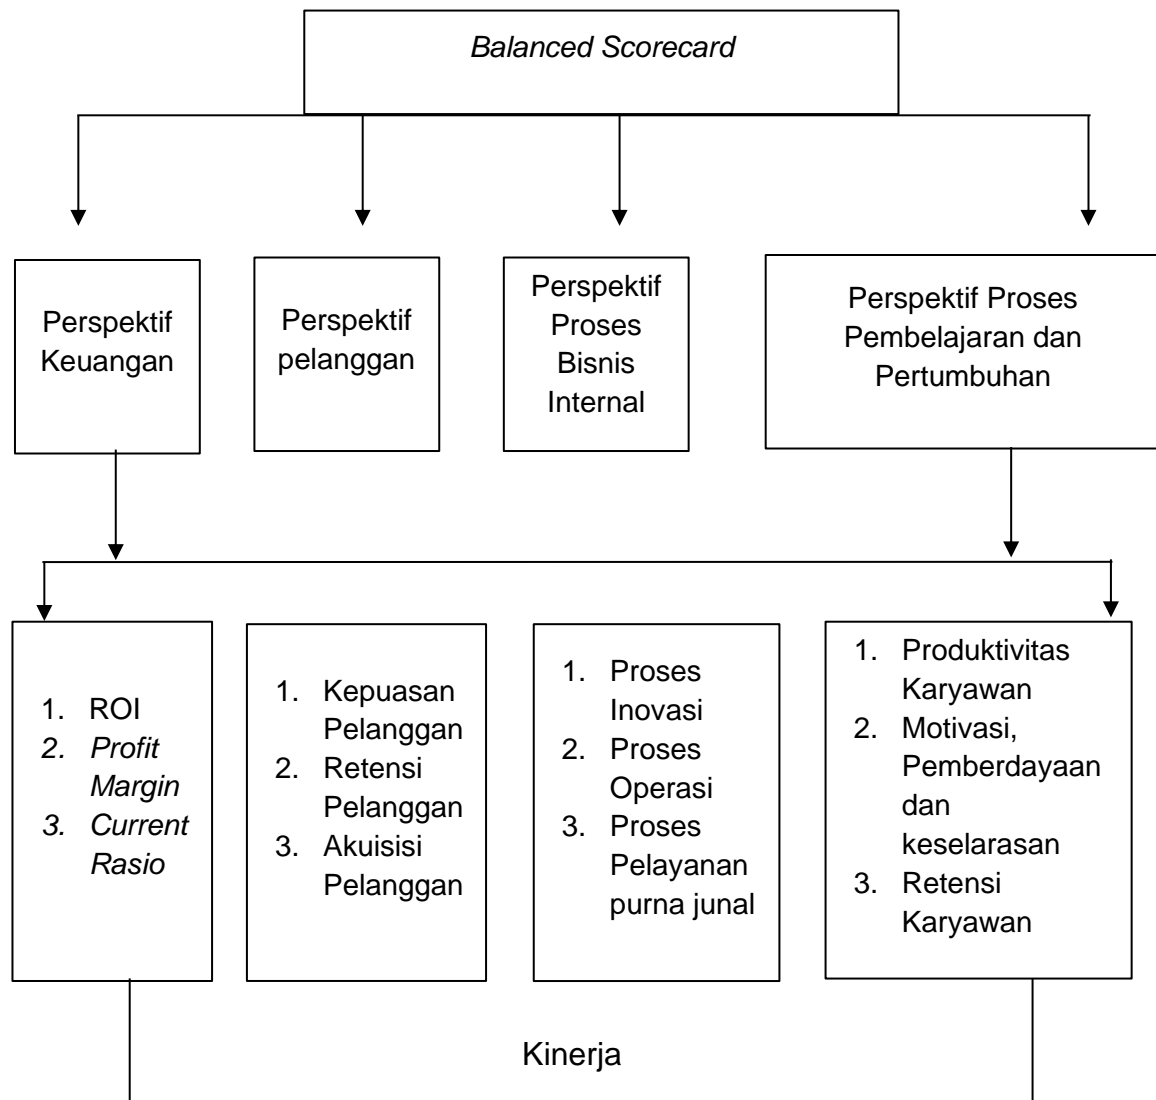 Balanced Scorecard
Perspektif
Keuangan
Perspektif
pelanggan
Perspektif
Proses
Bisnis
Internal
Perspektif Proses
Pembelajaran dan
Pertumbuhan
1. ROI
2. Profit
Margin
3. Current
Rasio
1. Kepuasan
Pelanggan
2. Retensi
Pelanggan
3. Akuisisi
Pelanggan
1. Proses
Inovasi
2. Proses
Operasi
3. Proses
Pelayanan
purna junal
1. Produktivitas
Karyawan
2. Motivasi,
Pemberdayaan
dan
keselarasan
3. Retensi
Karyawan
Kinerja